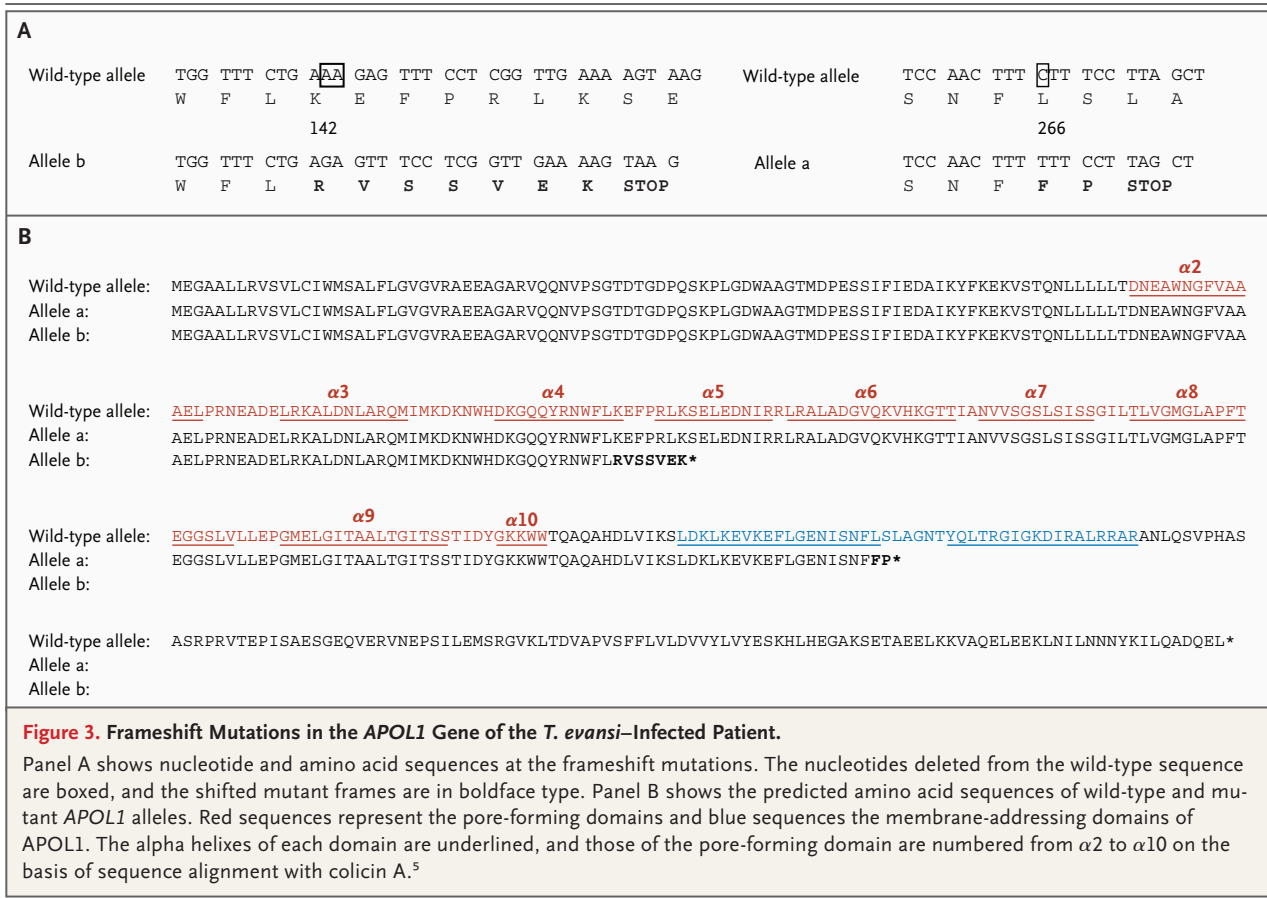 A
Wild-type allele TGG TTT CTG AAA GAG TTT CCT CGG TTG AAA AGT AAG
W F L K E F P R L K S E
142
Allele b TGG TTT CTG AGA GTT TCC TCG GTT GAA AAG TAA G
W F L R V S S V E K STOP
Wild-type allele TCC AAC TTT CTT TCC TTA GCT
S N F L S L A
266
Allele a TCC AAC TTT TTT CCT TAG CT
S N F F P STOP
B
α2
Wild-type allele: MEGAALLRVSVLCIWMSALFLGVGVRAEEAGARVQQNVPSGTDTGDPQSKPLGDWAAGTMDPESSIFIEDAIKYFKEKVSTQNLLLLLTDNEAWNGFVAA
Allele a: MEGAALLRVSVLCIWMSALFLGVGVRAEEAGARVQQNVPSGTDTGDPQSKPLGDWAAGTMDPESSIFIEDAIKYFKEKVSTQNLLLLLTDNEAWNGFVAA
Allele b: MEGAALLRVSVLCIWMSALFLGVGVRAEEAGARVQQNVPSGTDTGDPQSKPLGDWAAGTMDPESSIFIEDAIKYFKEKVSTQNLLLLLTDNEAWNGFVAA
α3 α4 α5 α6 α7 α8
Wild-type allele: AELPRNEADELRKALDNLARQMIMKDKNWHDKGQQYRNWFLKEFPRLKSELEDNIRRLRALADGVQKVHKGTTIANVVSGSLSISSGILTLVGMGLAPFT
Allele a: AELPRNEADELRKALDNLARQMIMKDKNWHDKGQQYRNWFLKEFPRLKSELEDNIRRLRALADGVQKVHKGTTIANVVSGSLSISSGILTLVGMGLAPFT
Allele b: AELPRNEADELRKALDNLARQMIMKDKNWHDKGQQYRNWFLRVSSVEK*
α9 α10
Wild-type allele: EGGSLVLLEPGMELGITAALTGITSSTIDYGKKWWTQAQAHDLVIKSLDKLKEVKEFLGENISNFLSLAGNTYQLTRGIGKDIRALRRARANLQSVPHAS
Allele a: EGGSLVLLEPGMELGITAALTGITSSTIDYGKKWWTQAQAHDLVIKSLDKLKEVKEFLGENISNFFP*
Allele b:
Wild-type allele: ASRPRVTEPISAESGEQVERVNEPSILEMSRGVKLTDVAPVSFFLVLDVVYLVYESKHLHEGAKSETAEELKKVAQELEEKLNILNNNYKILQADQEL*
Allele a:
Allele b:
Figure 3. Frameshift Mutations in the APOL1 Gene of the T. evansi–Infected Patient.
Panel A shows nucleotide and amino acid sequences at the frameshift mutations. The nucleotides deleted from the wild-type sequence
are boxed, and the shifted mutant frames are in boldface type. Panel B shows the predicted amino acid sequences of wild-type and mu-
tant APOL1 alleles. Red sequences represent the pore-forming domains and blue sequences the membrane-addressing domains of
APOL1. The alpha helixes of each domain are underlined, and those of the pore-forming domain are numbered from α2 to α10 on the
basis of sequence alignment with colicin A.⁵